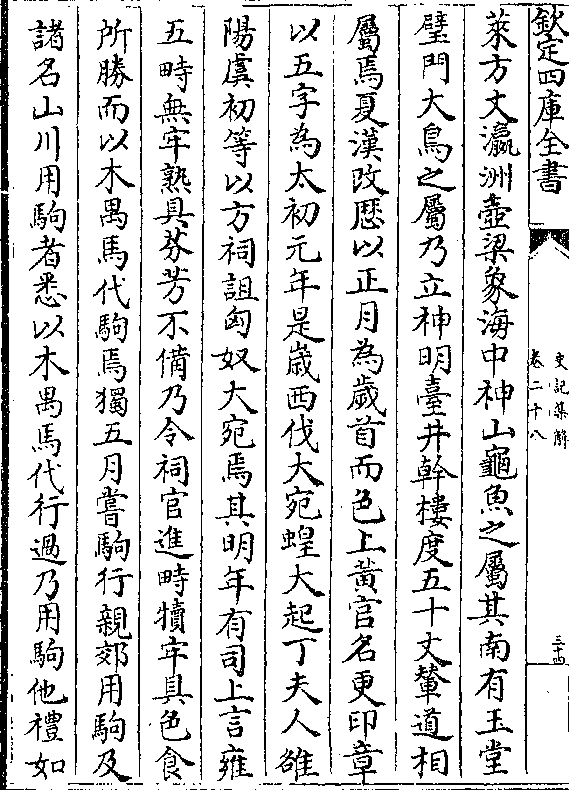 欽定四庫全書
史記集解
卷二十八
三十四
萊方丈瀛洲壺梁象海中神山龜魚之屬其南有玉堂
璧門大鳥之屬乃立神明臺井幹樓度五十丈輦道相
屬焉夏漢改歴以正月為歲首而色上黃官名更印章
以五字為太初元年是歲西伐大宛蝗大起丁夫人雒
陽虞初等以方祠詛匈奴大宛焉其明年有司上言雍
五畤無牢熟具芬芳不備乃令祠官進畤犢牢具色食
所勝而以木禺馬代駒焉獨五月嘗駒行親郊用駒及
諸名山川用駒者悉以木禺馬代行過乃用駒他禮如